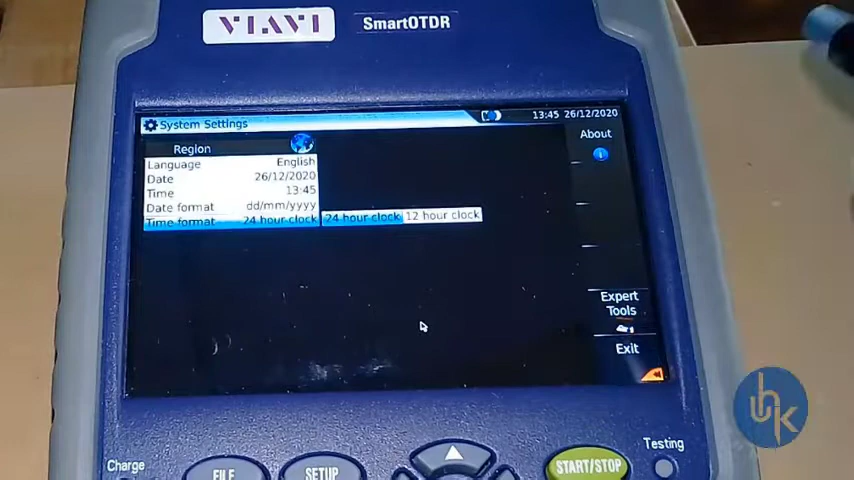 VIAVI SmartOTDR
System Settings 13:45 26/12/2020
Region
About
Language English
Date 26/12/2020
Time 13:45
Date format dd/mm/yyyy
Time format 24 hour clock 24 hour clock 12 hour clock
Expert
Tools
Exit
Charge
Testing
FILE
SETUP
START/STOP
hk